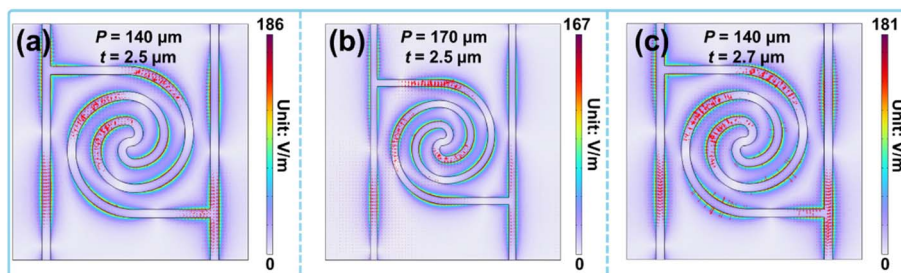 (a)
P = 140 μm
t = 2.5 μm
186
Unit: V/m
0
(b)
P = 170 μm
t = 2.5 μm
167
Unit: V/m
0
(c)
P = 140 μm
t = 2.7 μm
181
Unit: V/m
0